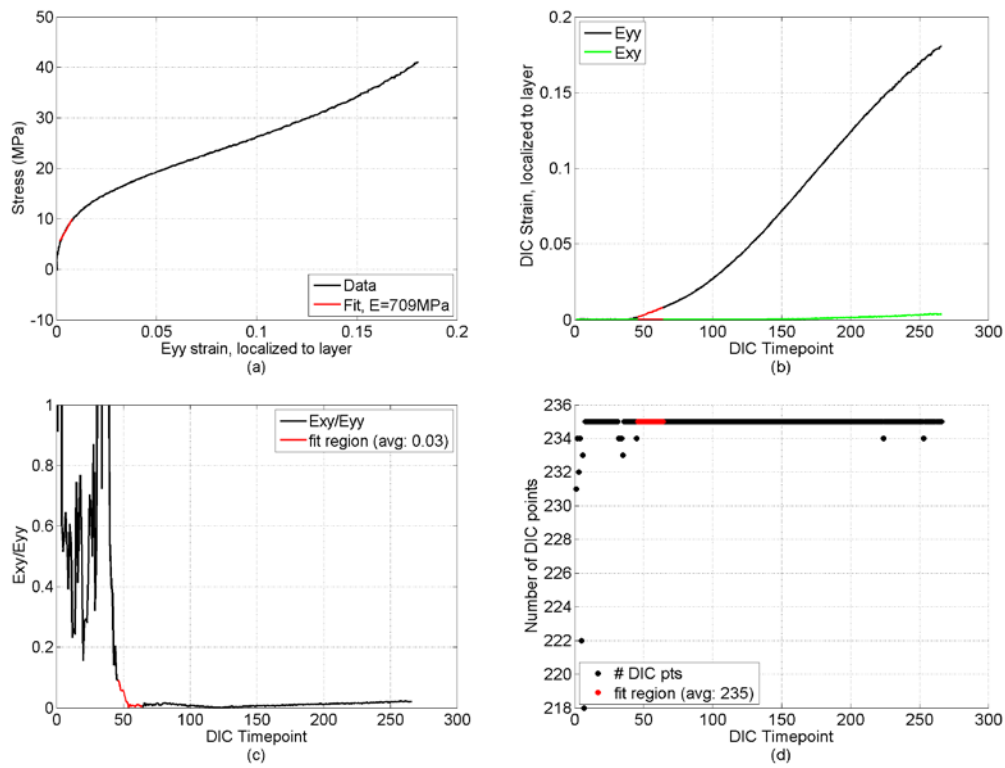 50
40
30
20
10
0
-10
Stress (MPa)
0
0.05
0.1
0.15
0.2
Data
Fit, E=709MPa
Eyy strain, localized to layer
(a)
0.2
0.15
0.1
0.05
0
DIC Strain, localized to layer
Eyy
Exy
0
50
100
150
200
250
300
DIC Timepoint
(b)
1
0.8
0.6
0.4
0.2
0
Exy/Eyy
Exy/Eyy
fit region (avg: 0.03)
0
50
100
150
200
250
300
DIC Timepoint
(c)
236
234
232
230
228
226
224
222
220
218
Number of DIC points
# DIC pts
fit region (avg: 235)
0
50
100
150
200
250
300
DIC Timepoint
(d)